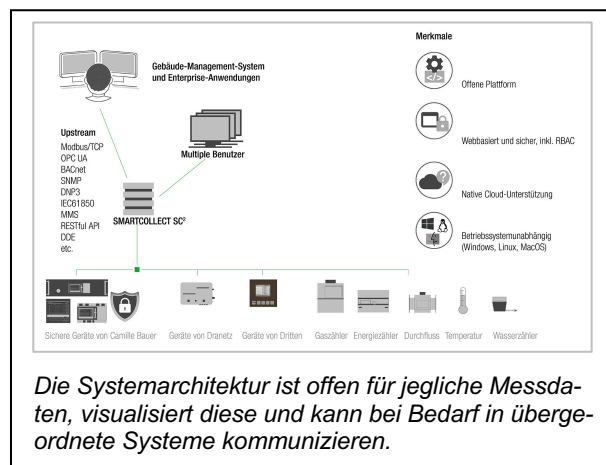 Gebäude-Management-System
und Enterprise-Anwendungen
Merkmale
Offene Plattform
Webbasiert und sicher, inkl. RBAC
Native Cloud-Unterstützung
Betriebssystemunabhängig
(Windows, Linux, MacOS)
Multiple Benutzer
Upstream
Modbus/TCP
OPC UA
BACnet
SNMP
DNP3
IEC61850
MMS
RESTful API
DDE
etc.
SMARTCOLLECT SC²
Sichere Geräte von Camille Bauer
Geräte von Dranetz
Geräte von Dritten
Gaszähler
Energiezähler
Durchfluss
Temperatur
Wasserzähler
Die Systemarchitektur ist offen für jegliche Messda-
ten, visualisiert diese und kann bei Bedarf in überge-
ordnete Systeme kommunizieren.